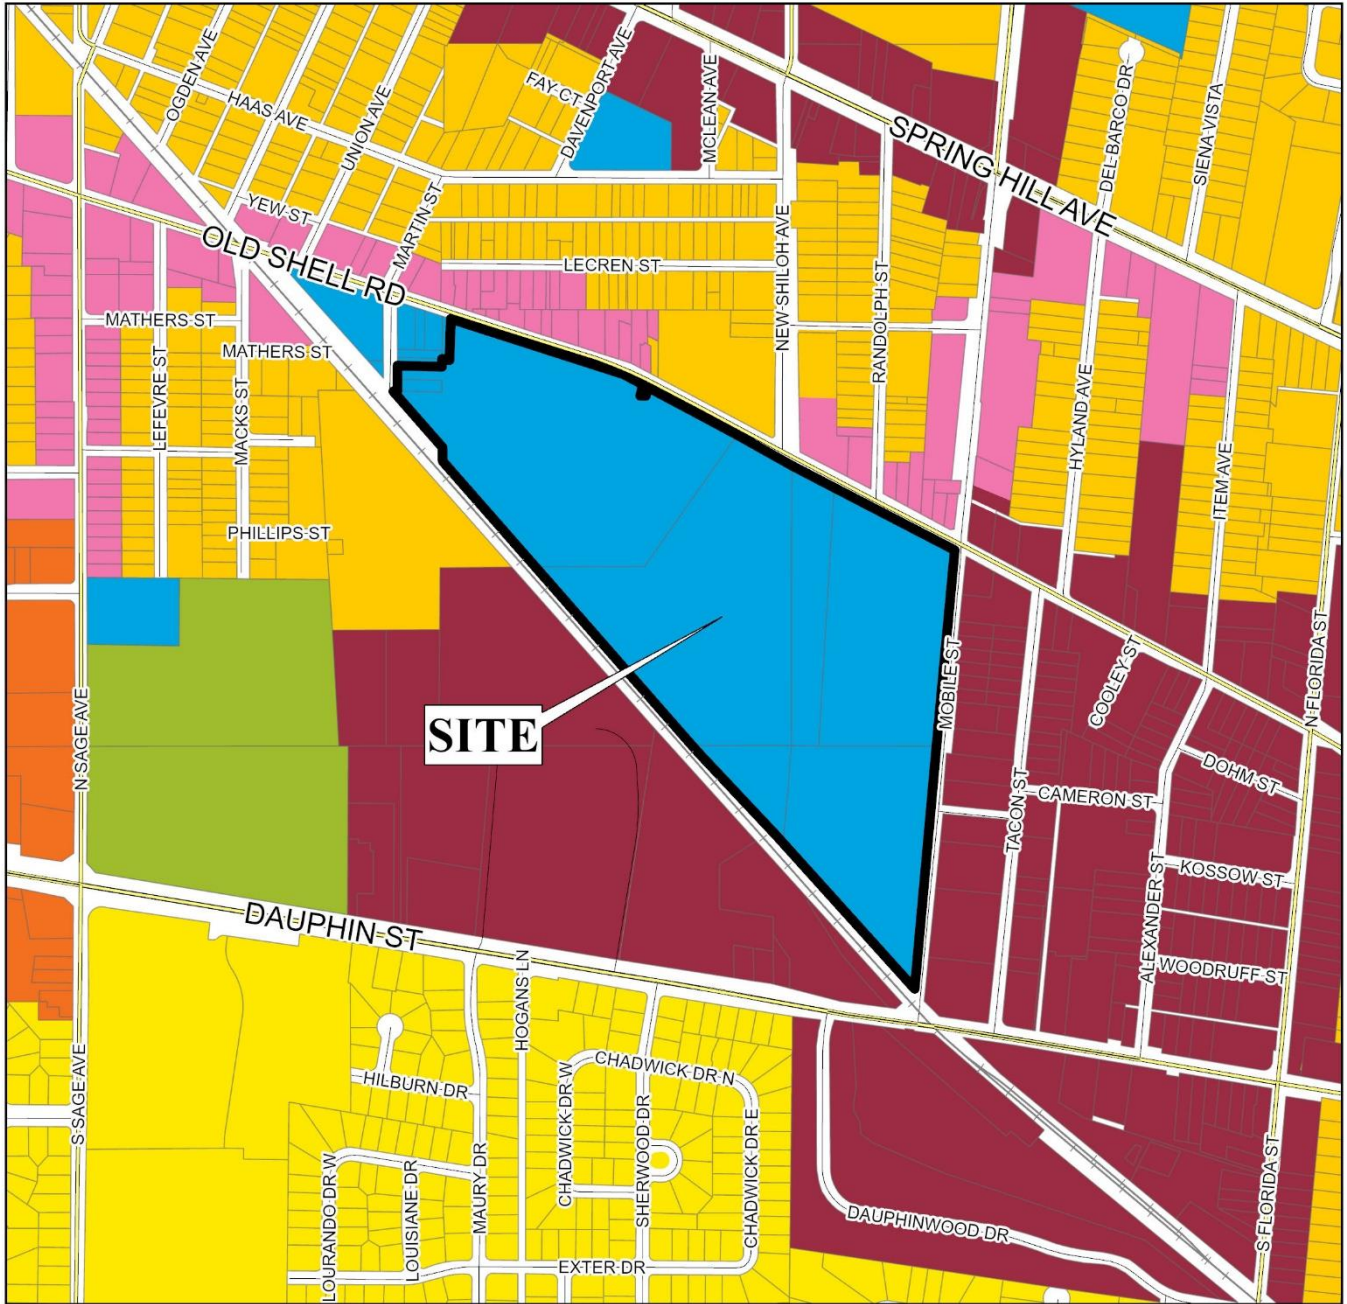 OGDEN AVE
HAAS AVE
UNION AVE
FAY CT
DAVENPORT AVE
MCLEAN AVE
SPRING HILL AVE
DEL BARCO DR
SIENA VISTA
YEW ST
MARTIN ST
OLD SHELL RD
LECREN ST
NEW SHILOH AVE
RANDOLPH ST
MATHERS ST
MATHERS ST
LEFEVRE ST
MACKS ST
HYLAND AVE
ITEM AVE
PHILLIPS ST
SITE
MOBILE ST
COOLEY ST
N FLORIDA ST
N SAGE AVE
DOHM ST
CAMERON ST
TACON ST
KOSSOW ST
ALEXANDER ST
WOODRUFF ST
DAUPHIN ST
HOGANS LN
S SAGE AVE
HILBURN DR
CHADWICK DR N
CHADWICK DR W
SHERWOOD DR
CHADWICK DR E
LOURANDO DR W
LOUISIANE DR
MAURY DR
DAUPHINWOOD DR
S FLORIDA ST
EXTER DR